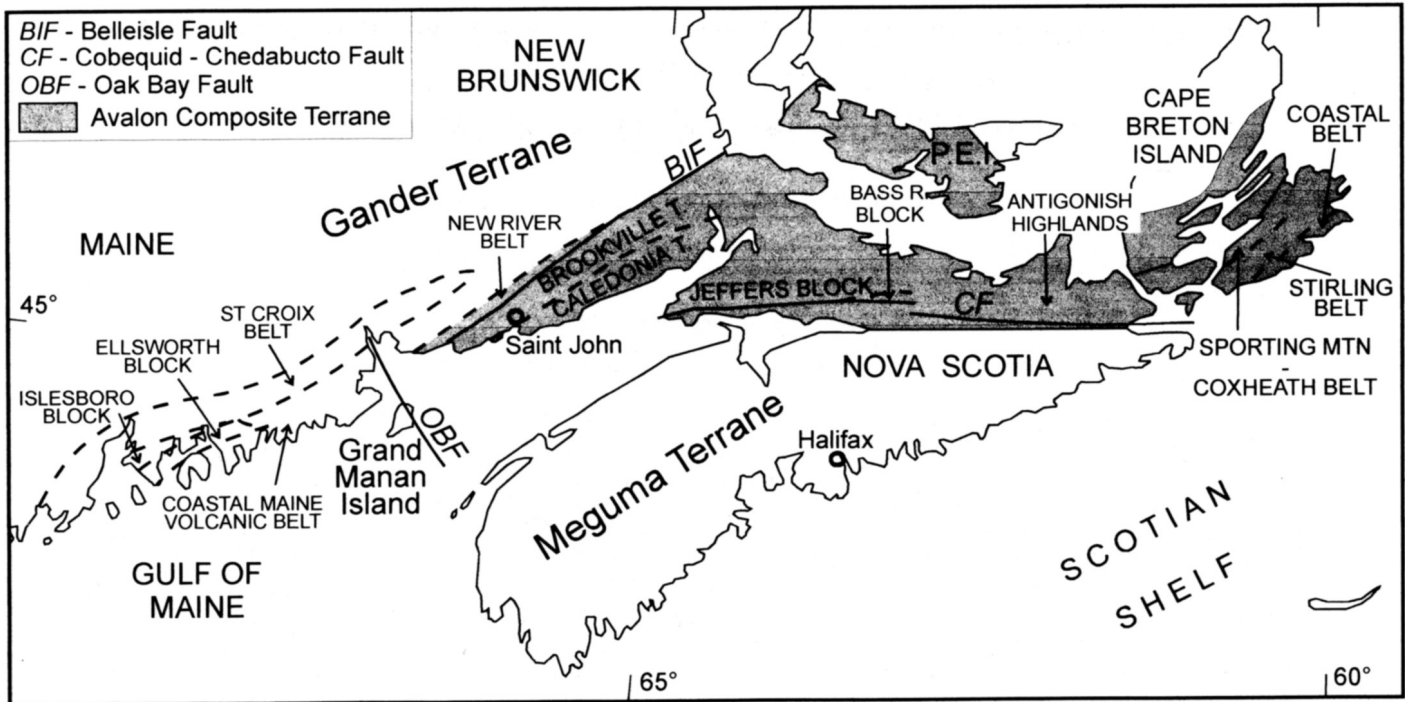 BIF - Belleisle Fault
CF - Cobequid - Chedabucto Fault
OBF - Oak Bay Fault
Avalon Composite Terrane
NEW
BRUNSWICK
CAPE
BRETON
ISLAND
COASTAL
BELT
P.E.I.
Gander Terrane
BIF
BASS R.
BLOCK
ANTIGONISH
HIGHLANDS
MAINE
NEW RIVER
BELT
BROOKVILLE T.
CALEDONIA T.
JEFFERS BLOCK
CF
STIRLING
BELT
45°
ST CROIX
BELT
Saint John
ELLSWORTH
BLOCK
NOVA SCOTIA
SPORTING MTN
-
COXHEATH BELT
ISLESBORO
BLOCK
OBF
Grand
Manan
Island
Meguma Terrane
Halifax
COASTAL MAINE
VOLCANIC BELT
GULF OF
MAINE
SCOTIAN
SHELF
65°
60°